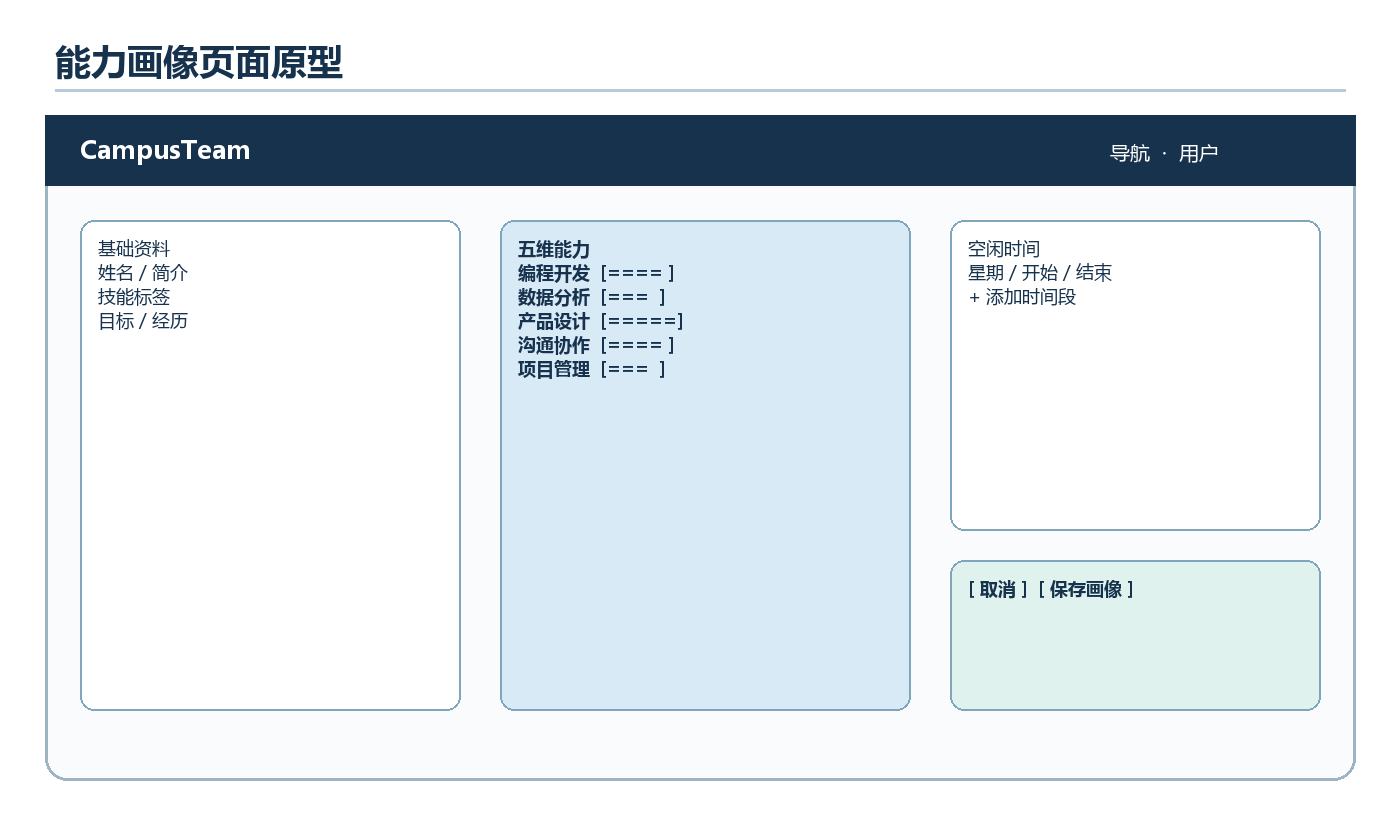 能力画像页面原型
CampusTeam
导航 · 用户
基础资料
姓名 / 简介
技能标签
目标 / 经历
五维能力
编程开发 [==== ]
数据分析 [===  ]
产品设计 [=====]
沟通协作 [==== ]
项目管理 [===  ]
空闲时间
星期 / 开始 / 结束
+ 添加时间段
[ 取消 ] [ 保存画像 ]